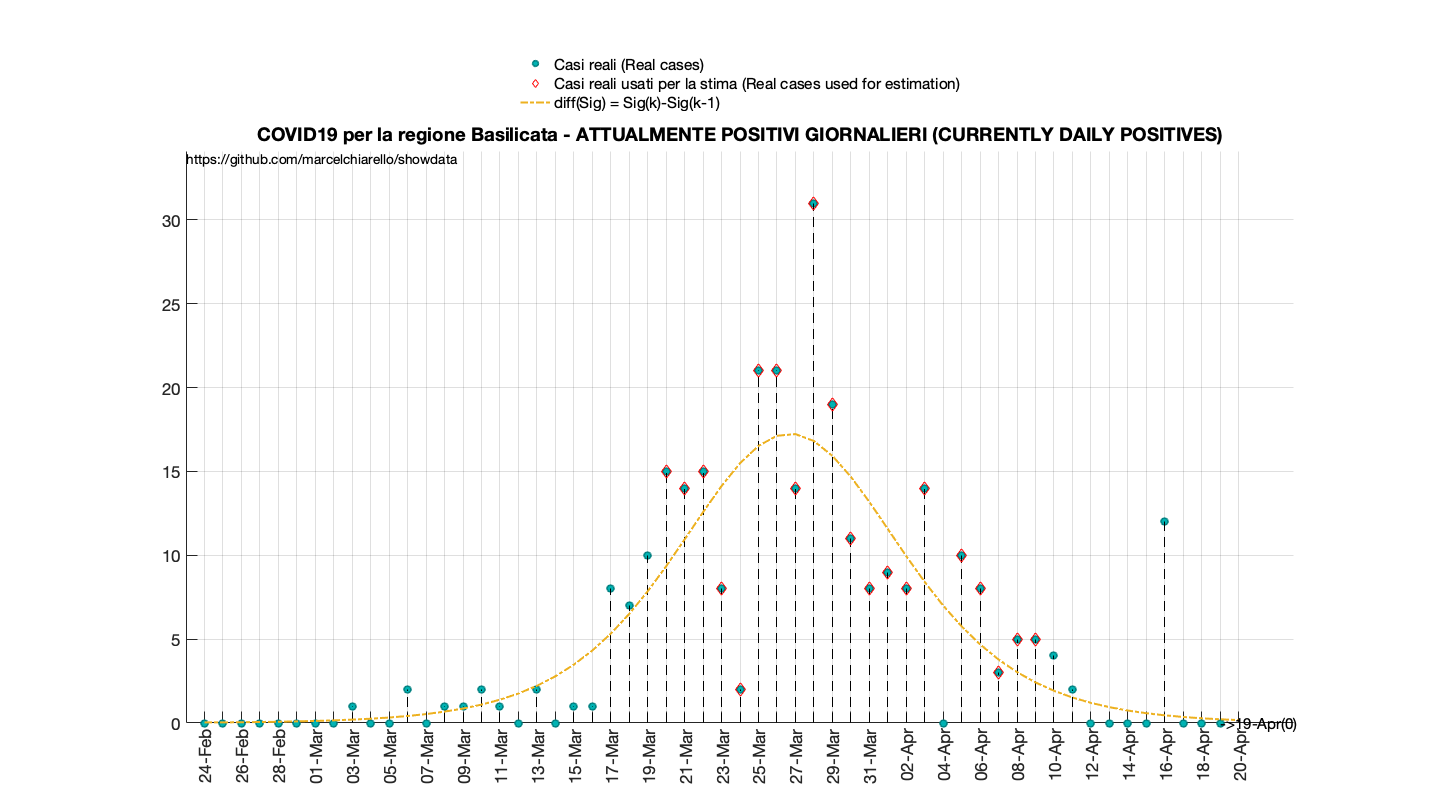 Casi reali (Real cases)
Casi reali usati per la stima (Real cases used for estimation)
diff(Sig) = Sig(k)-Sig(k-1)
COVID19 per la regione Basilicata - ATTUALMENTE POSITIVI GIORNALIERI (CURRENTLY DAILY POSITIVES)
https://github.com/marcelchiarello/showdata
30
25
20
15
10
5
0
->19-Apr(0)
24-Feb
26-Feb
28-Feb
01-Mar
03-Mar
05-Mar
07-Mar
09-Mar
11-Mar
13-Mar
15-Mar
17-Mar
19-Mar
21-Mar
23-Mar
25-Mar
27-Mar
29-Mar
31-Mar
02-Apr
04-Apr
06-Apr
08-Apr
10-Apr
12-Apr
14-Apr
16-Apr
18-Apr
20-Apr